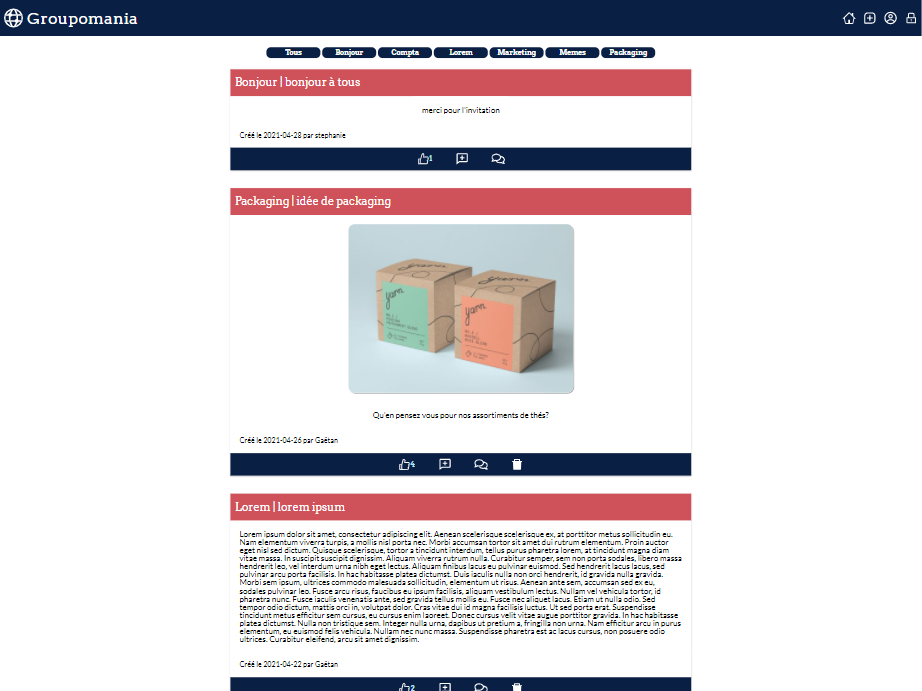 Groupomania
Tous Bonjour Compta Lorem Marketing Memes Packaging
Bonjour | bonjour à tous
merci pour l'invitation
Créé le 2021-04-28 par stephanie
1
Packaging | idée de packaging
yarn yarn
yarn
yarn
Qu'en pensez vous pour nos assortiments de thés?
Créé le 2021-04-26 par Gaëtan
4
Lorem | lorem ipsum
Lorem ipsum dolor sit amet, consectetur adipiscing elit. Aenean scelerisque scelerisque ex, at porttitor metus sollicitudin eu.
Nam elementum viverra turpis, a mollis nisl porta nec. Morbi accumsan tortor sit amet dui rutrum elementum. Proin auctor
eget nisl sed dictum. Quisque scelerisque, tortor a tincidunt interdum, tellus purus pharetra lorem, at tincidunt magna diam
vitae massa. In suscipit suscipit dignissim. Aliquam viverra rutrum nulla. Curabitur semper, sem non porta sodales, libero massa
hendrerit leo, vel interdum urna nibh eget lectus. Aliquam finibus lacus eu pulvinar euismod. Sed hendrerit lacus lacus, sed
pulvinar arcu porta facilisis. In hac habitasse platea dictumst. Duis iaculis nulla non orci hendrerit, id gravida nulla gravida.
Morbi sem ipsum, ultrices commodo malesuada sollicitudin, elementum ut risus. Aenean ante sem, accumsan sed ex eu,
sodales pulvinar leo. Fusce arcu risus, faucibus eu ipsum facilisis, aliquam vestibulum lectus. Nullam vel vehicula tortor, id
pharetra nunc. Fusce iaculis venenatis ante, sed gravida tellus mollis eu. Fusce nec aliquet lacus. Etiam ut nulla odio. Sed
tempor odio dictum, mattis orci in, volutpat dolor. Cras vitae dui id magna facilisis luctus. Ut sed porta erat. Suspendisse
tincidunt metus efficitur sem cursus, eu cursus enim laoreet. Donec cursus velit vitae augue porttitor gravida. In hac habitasse
platea dictumst. Nulla non tristique sem. Integer nulla urna, dapibus ut pretium a, fringilla non urna. Nam efficitur arcu in purus
elementum, eu euismod felis vehicula. Nullam nec nunc massa. Suspendisse pharetra est ac lacus cursus, non posuere odio
ultrices. Curabitur eleifend, arcu sit amet dignissim.
Créé le 2021-04-22 par Gaëtan
2